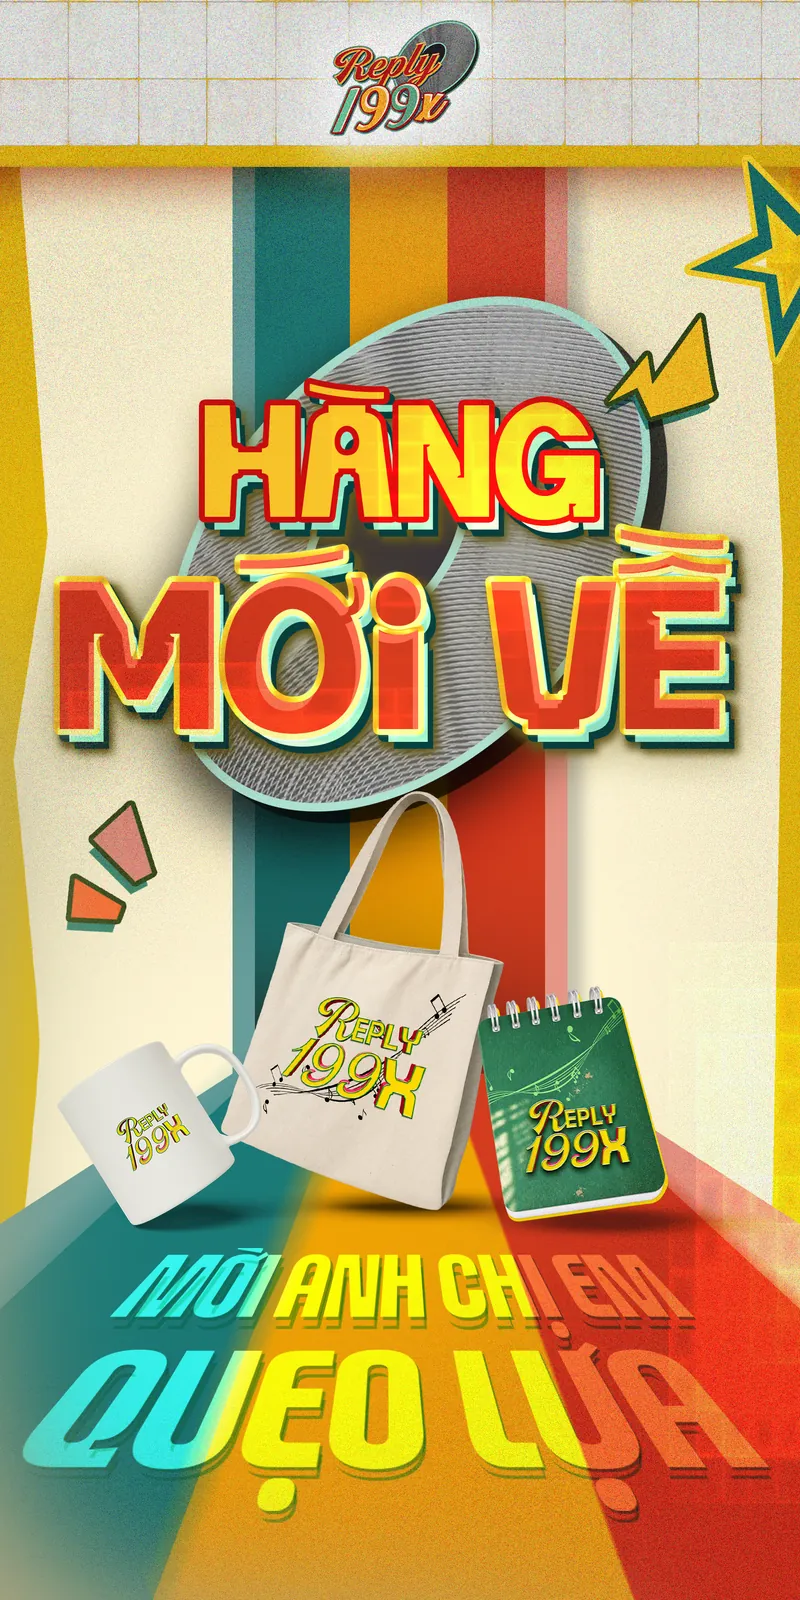 Reply
199x
HÀNG
MỚI VỀ
REPLY
199X
REPLY
199X
REPLY
199X
MỜI ANH CHỊ EM
QUẸO LỰA